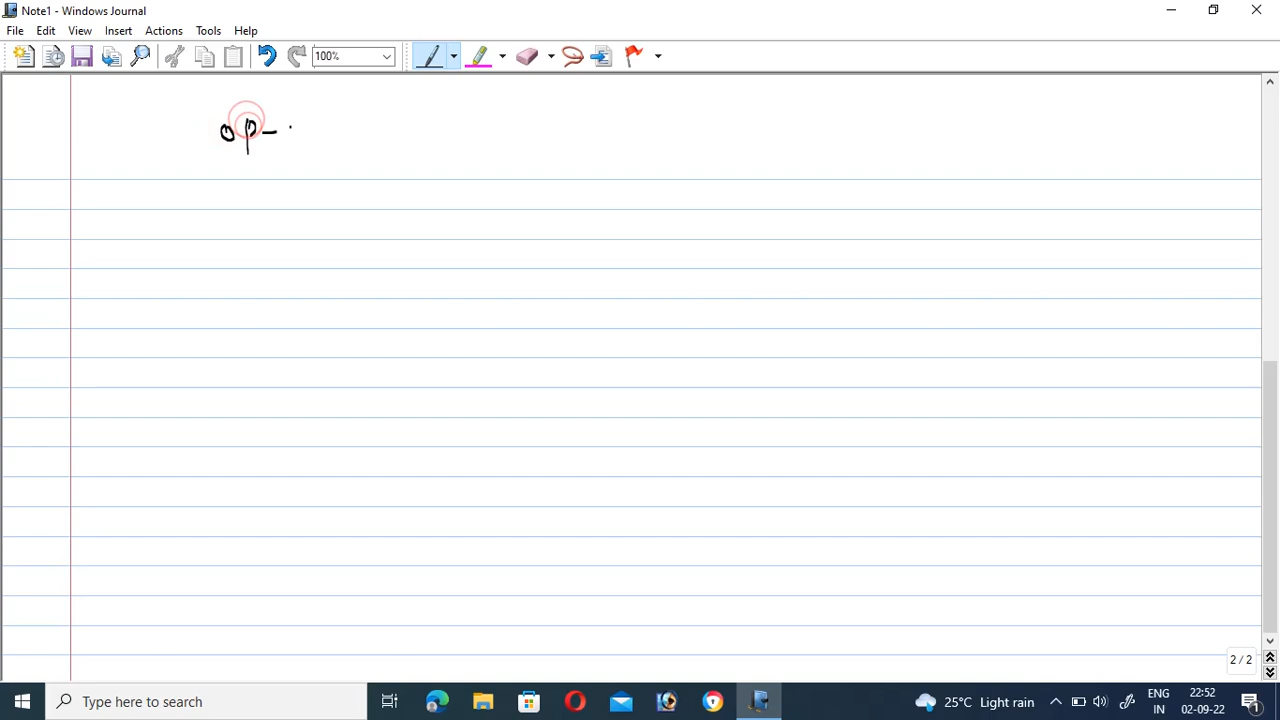 Note1 - Windows Journal
File Edit View Insert Actions Tools Help
100%
op-
2 / 2
Type here to search
25°C Light rain
ENG
IN
22:52
02-09-22
1